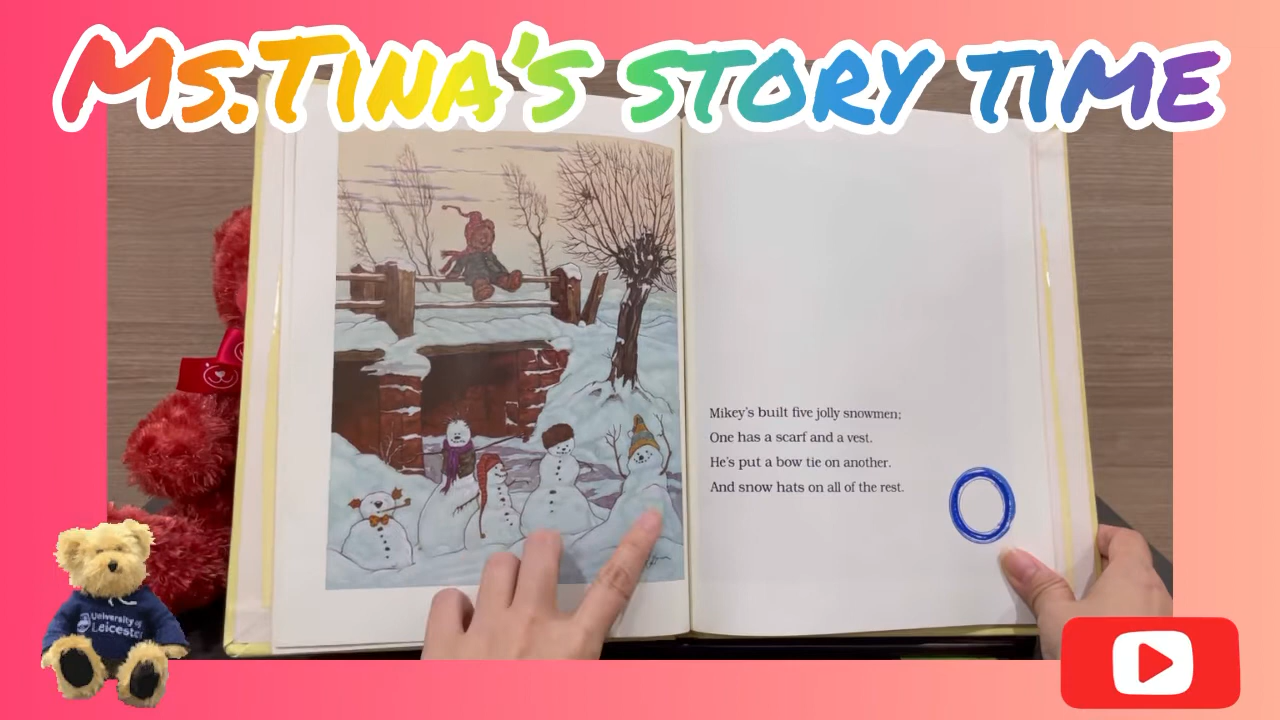 Ms.Tina's story time
Mikey's built five jolly snowmen;
One has a scarf and a vest.
He's put a bow tie on another.
And snow hats on all of the rest.
University of
Leicester